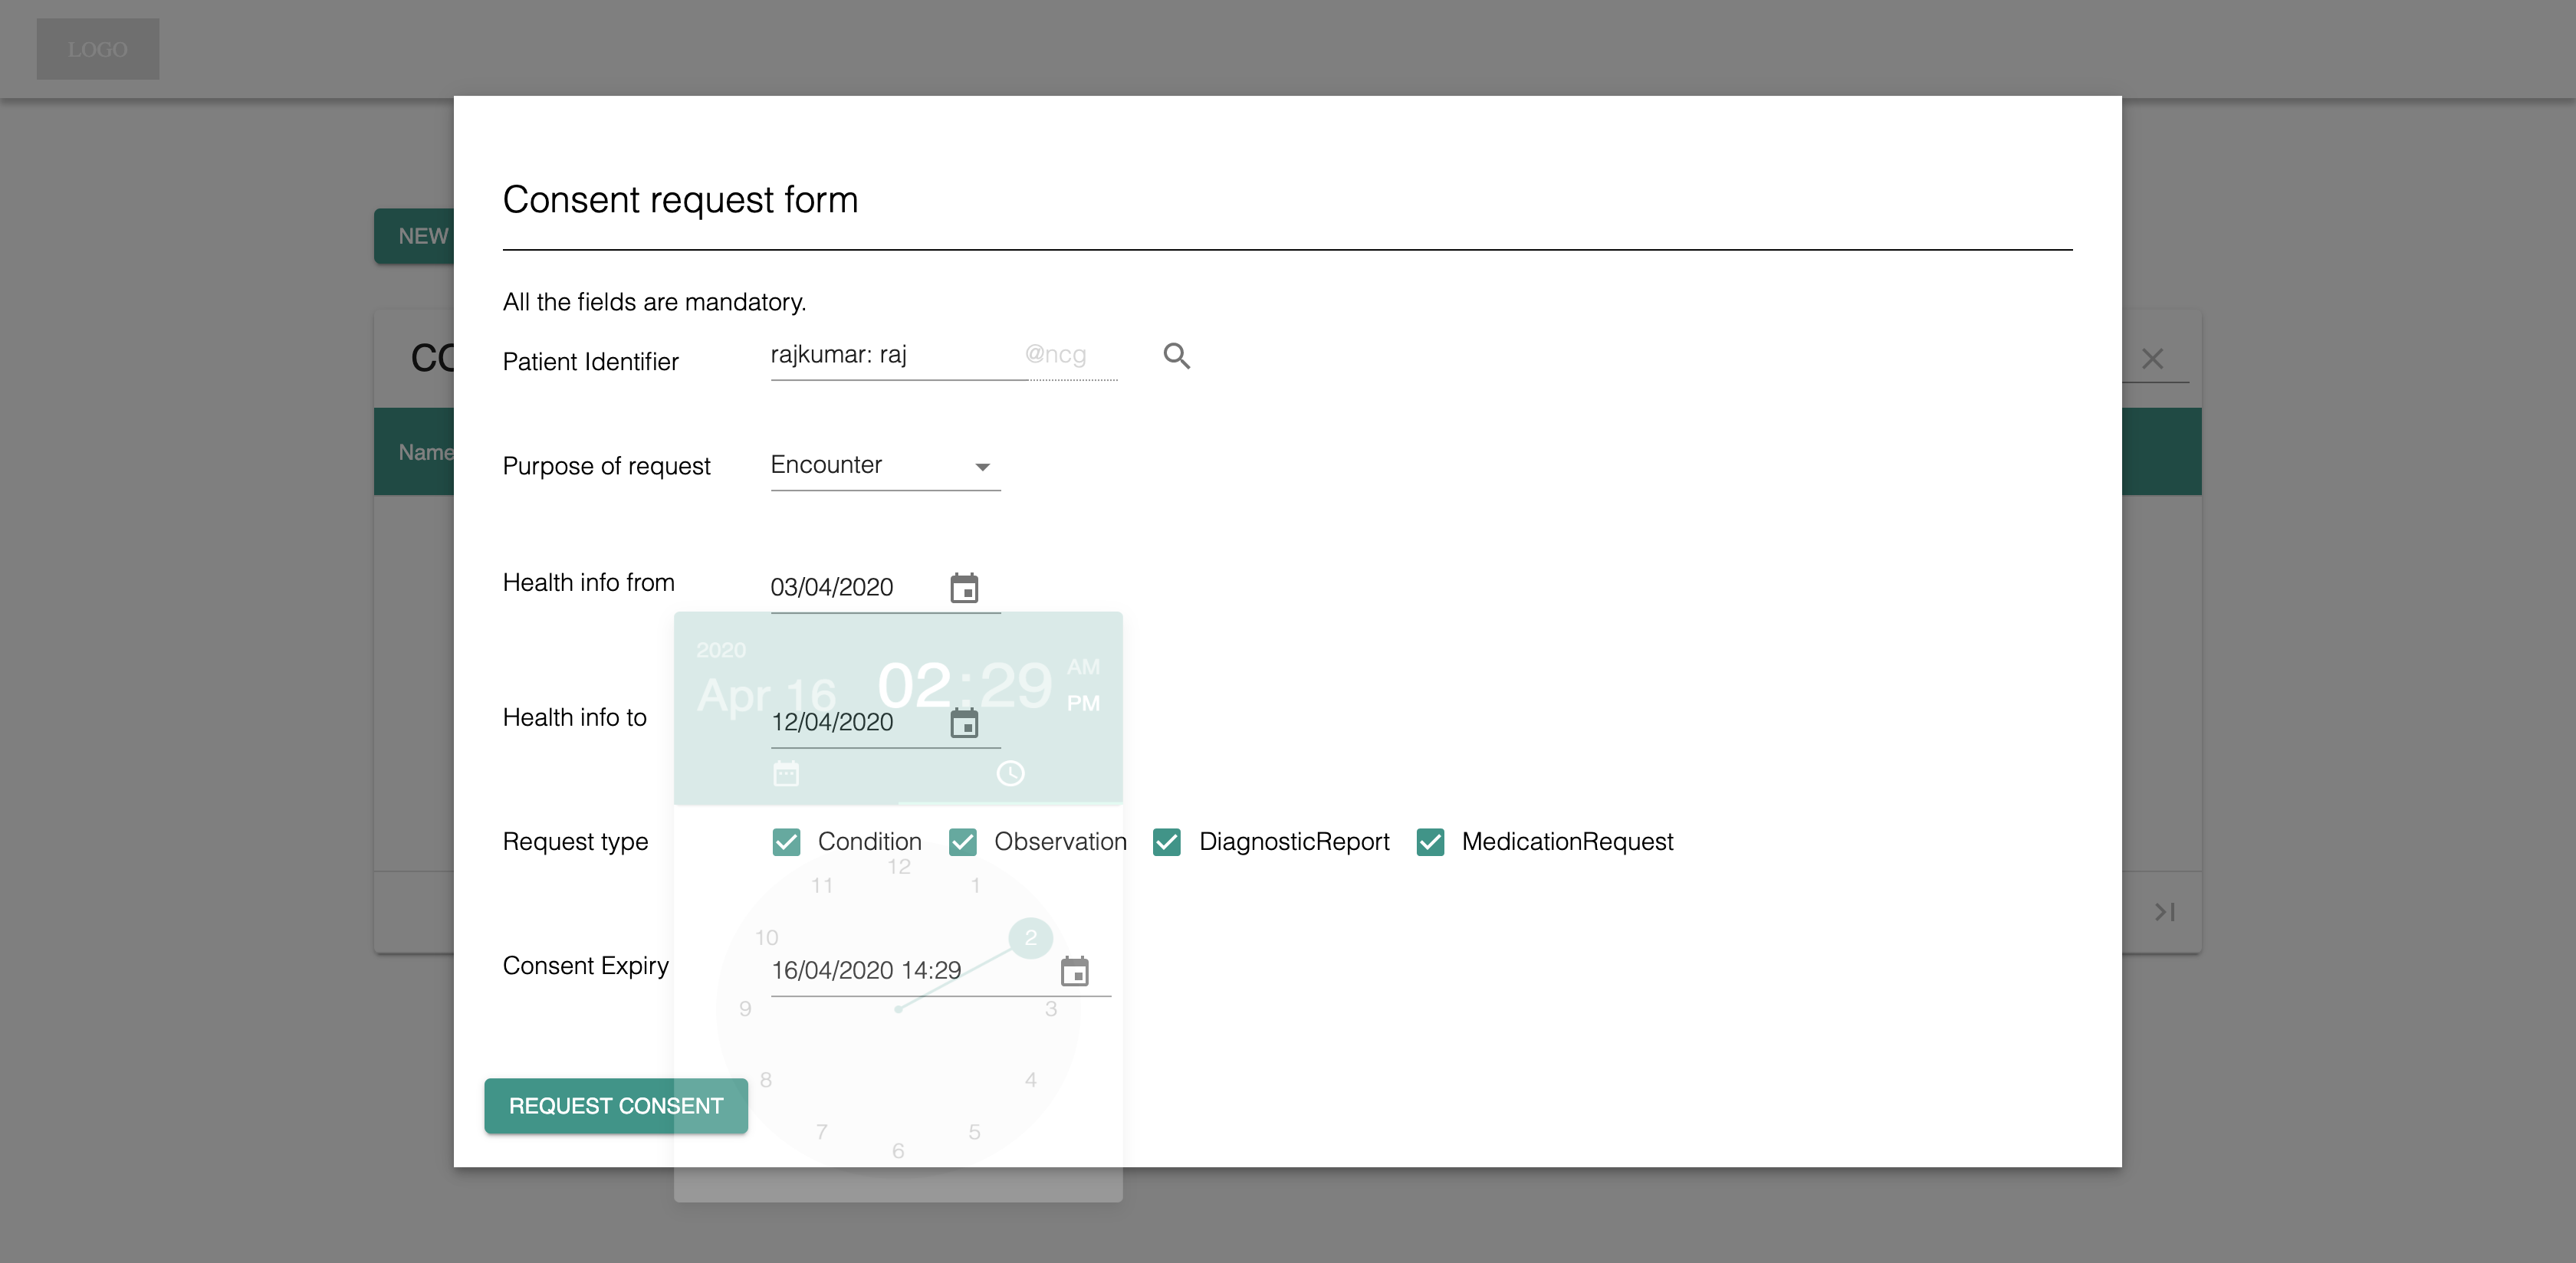 LOGO
NEW
CO
Name
Consent request form
All the fields are mandatory.
Patient Identifier rajkumar: raj @ncg
Purpose of request Encounter
Health info from 03/04/2020
2020
Apr 16 02:29 AM
PM
Health info to 12/04/2020
Request type Condition Observation DiagnosticReport MedicationRequest
12
11 1
10 2
Consent Expiry 16/04/2020 14:29
9 3
8 4
REQUEST CONSENT
7 5
6